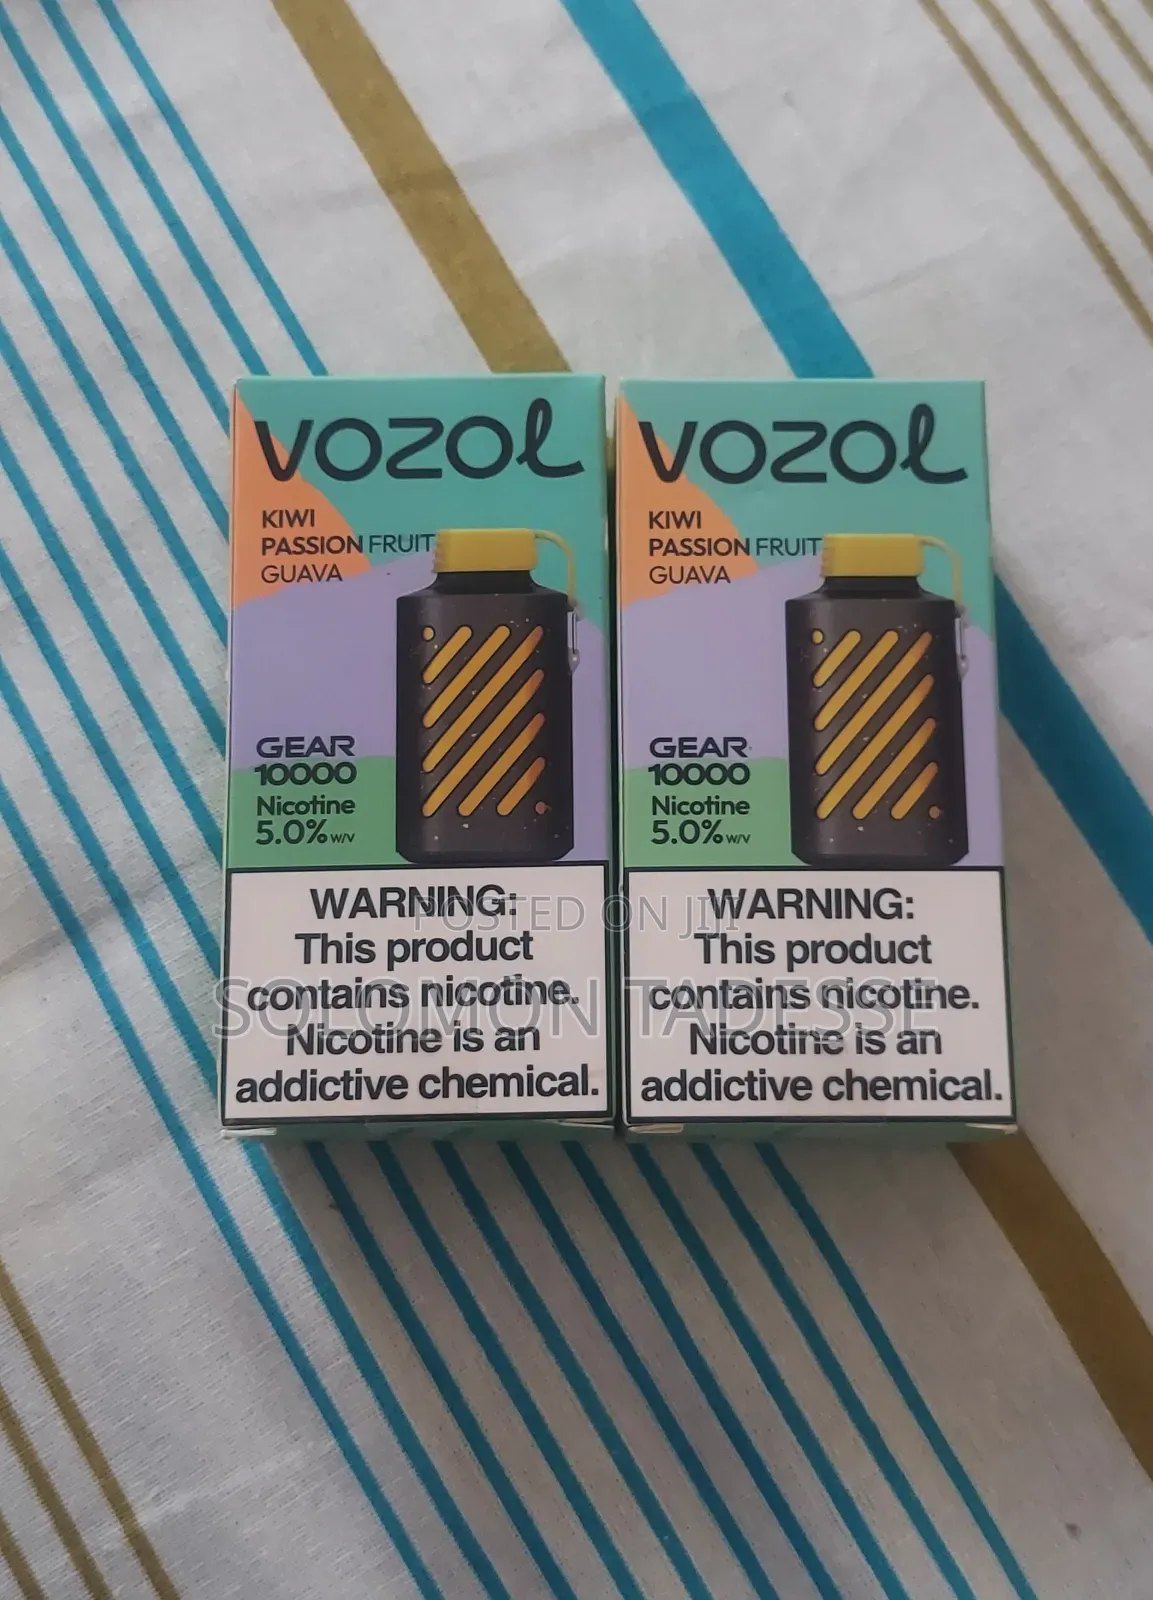 VOZOL
KIWI
PASSION FRUIT
GUAVA
GEAR
10000
Nicotine
5.0% w/v
WARNING:
This product
contains nicotine.
Nicotine is an
addictive chemical.
VOZOL
KIWI
PASSION FRUIT
GUAVA
GEAR
10000
Nicotine
5.0% w/v
WARNING:
This product
contains nicotine.
Nicotine is an
addictive chemical.
POSTED ON JIJI
SOLOMON TADESSE